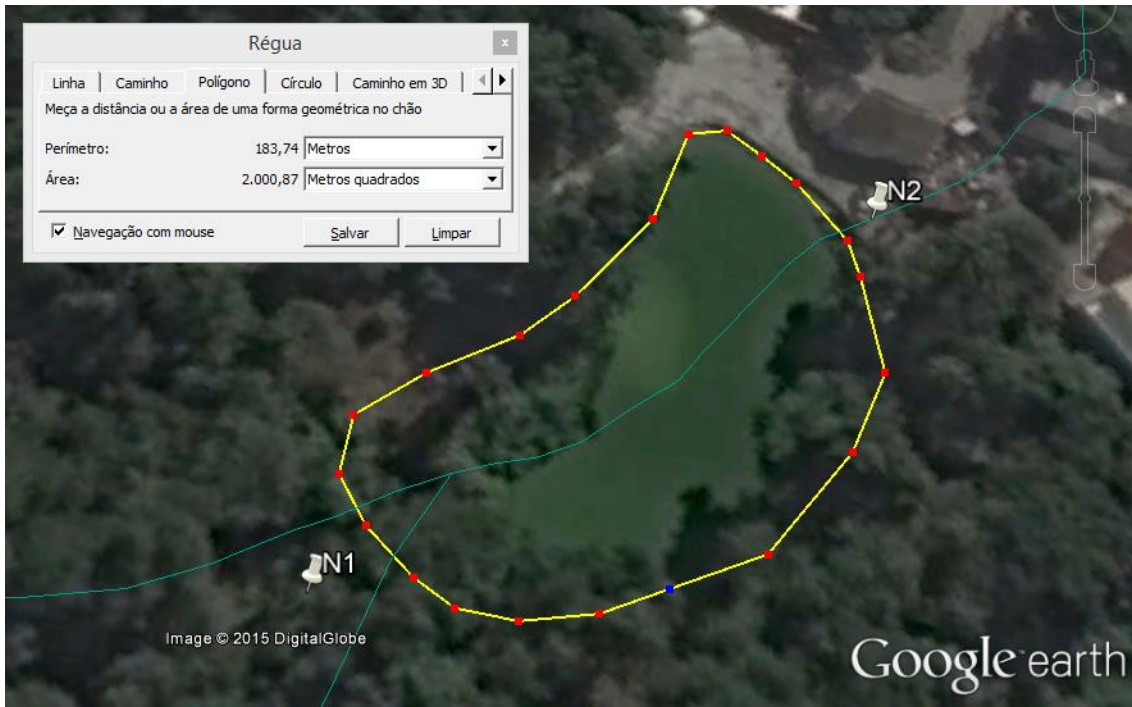 Régua
x
Linha
Caminho
Polígono
Círculo
Caminho em 3D
Meça a distância ou a área de uma forma geométrica no chão
Perímetro: 183,74 Metros
Área: 2.000,87 Metros quadrados
Navegação com mouse
Salvar
Limpar
N2
N1
Image © 2015 DigitalGlobe
Google earth